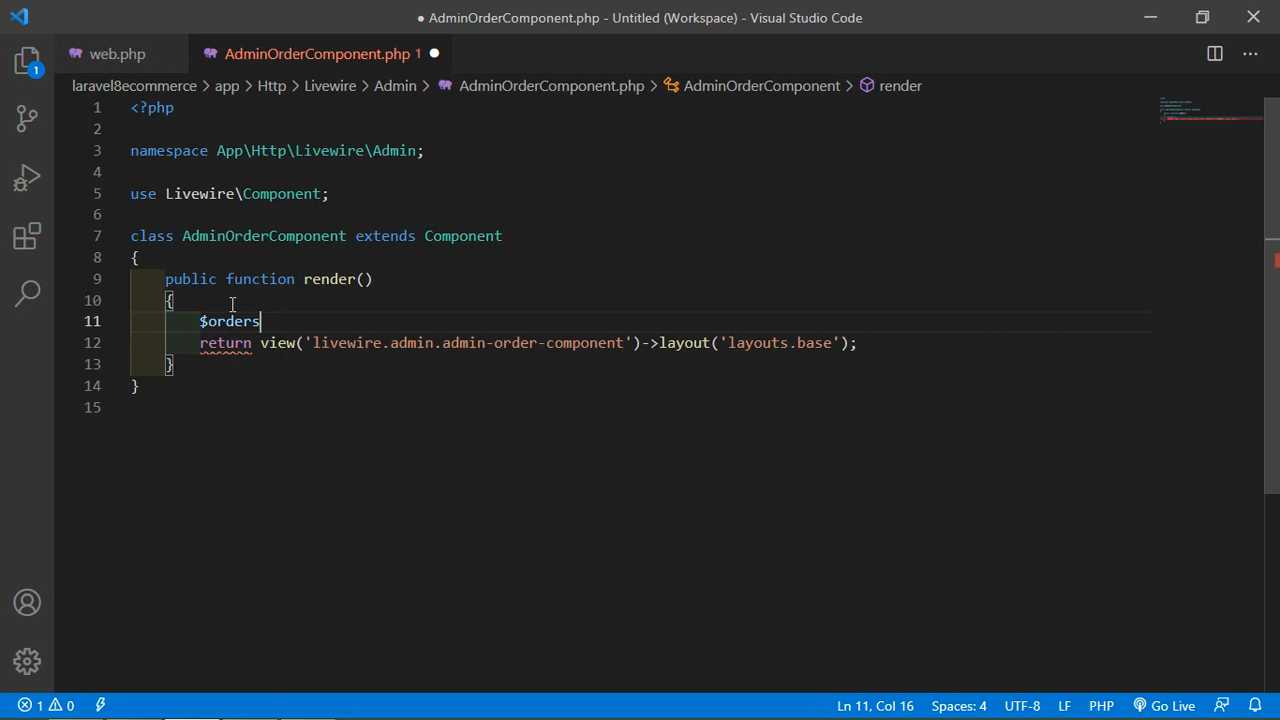 ● AdminOrderComponent.php - Untitled (Workspace) - Visual Studio Code
web.php
AdminOrderComponent.php 1
laravel8ecommerce > app > Http > Livewire > Admin > AdminOrderComponent.php > AdminOrderComponent > render
1 <?php
2
3 namespace App\Http\Livewire\Admin;
4
5 use Livewire\Component;
6
7 class AdminOrderComponent extends Component
8 {
9 public function render()
10 {
11 $orders
12 return view('livewire.admin.admin-order-component')->layout('layouts.base');
13 }
14 }
15
1
1 0
Ln 11, Col 16 Spaces: 4 UTF-8 LF PHP Go Live